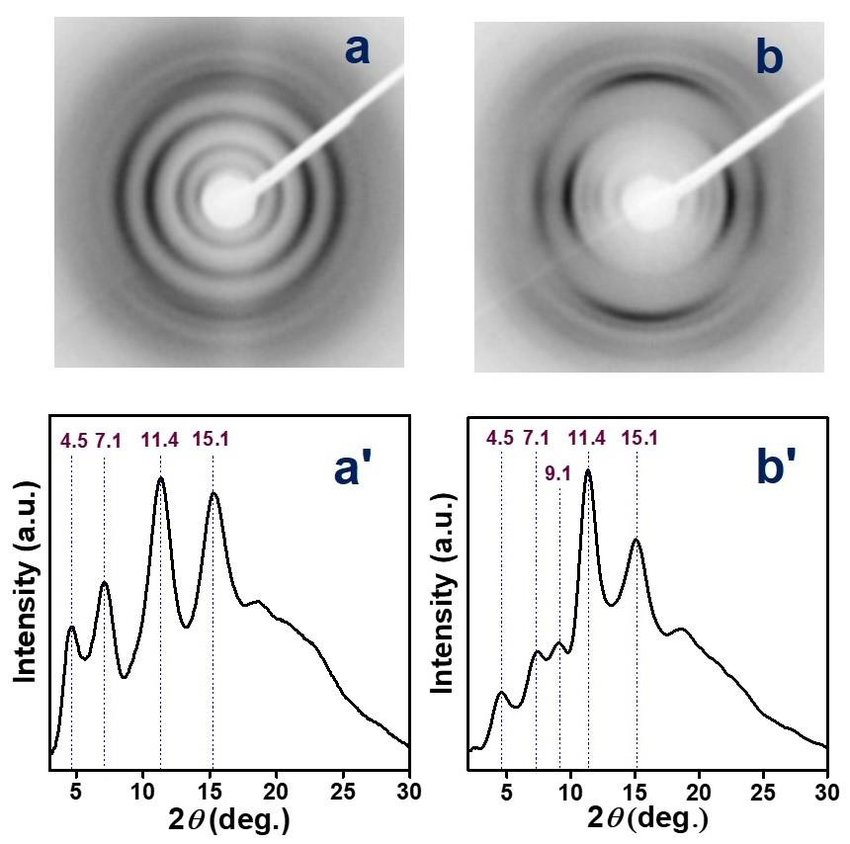 a
b
4.5 7.1 11.4 15.1
a'
Intensity (a.u.)
5 10 15 20 25 30
2θ (deg.)
4.5 7.1 11.4 15.1
9.1
b'
Intensity (a.u.)
5 10 15 20 25 30
2θ (deg.)